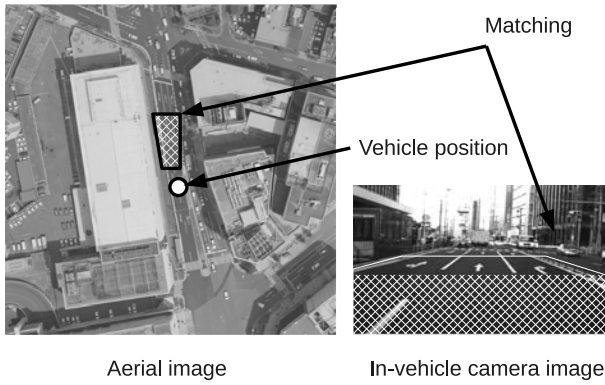 Matching
Vehicle position
Aerial image
In-vehicle camera image